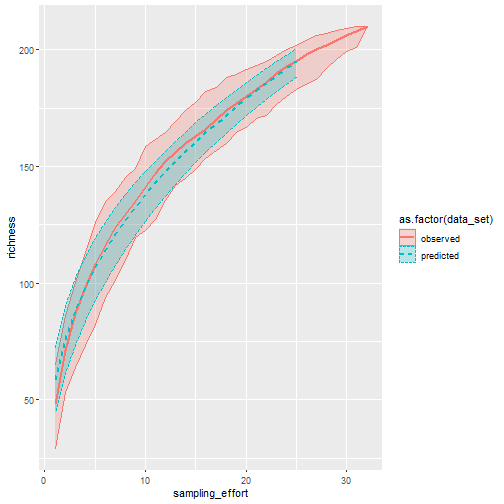 200
150
100
50
richness
0
10
20
30
sampling_effort
as.factor(data_set)
observed
predicted